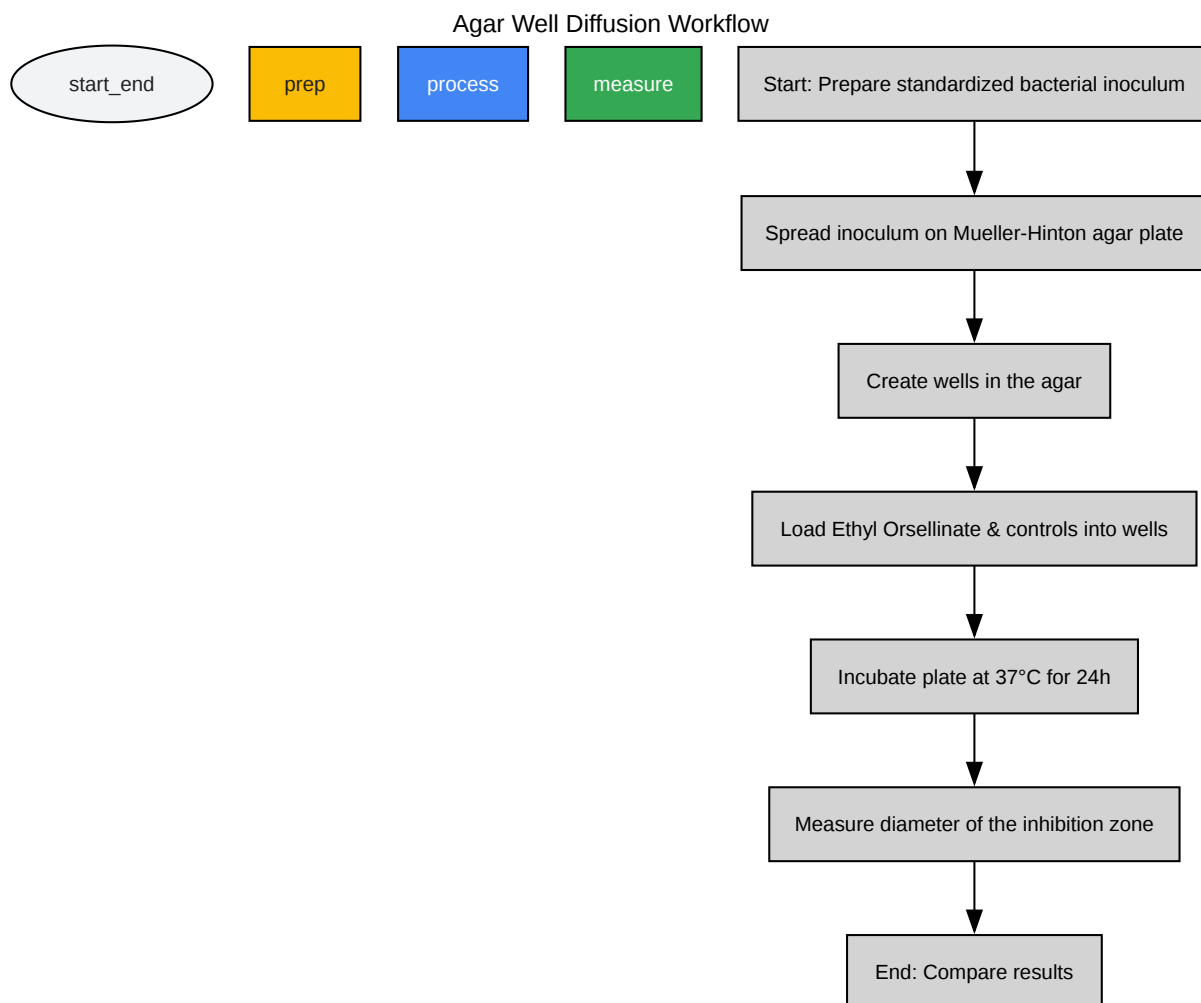 Agar Well Diffusion Workflow
start_end
prep
process
measure
Start: Prepare standardized bacterial inoculum
Spread inoculum on Mueller-Hinton agar plate
Create wells in the agar
Load Ethyl Orsellinate & controls into wells
Incubate plate at 37°C for 24h
Measure diameter of the inhibition zone
End: Compare results